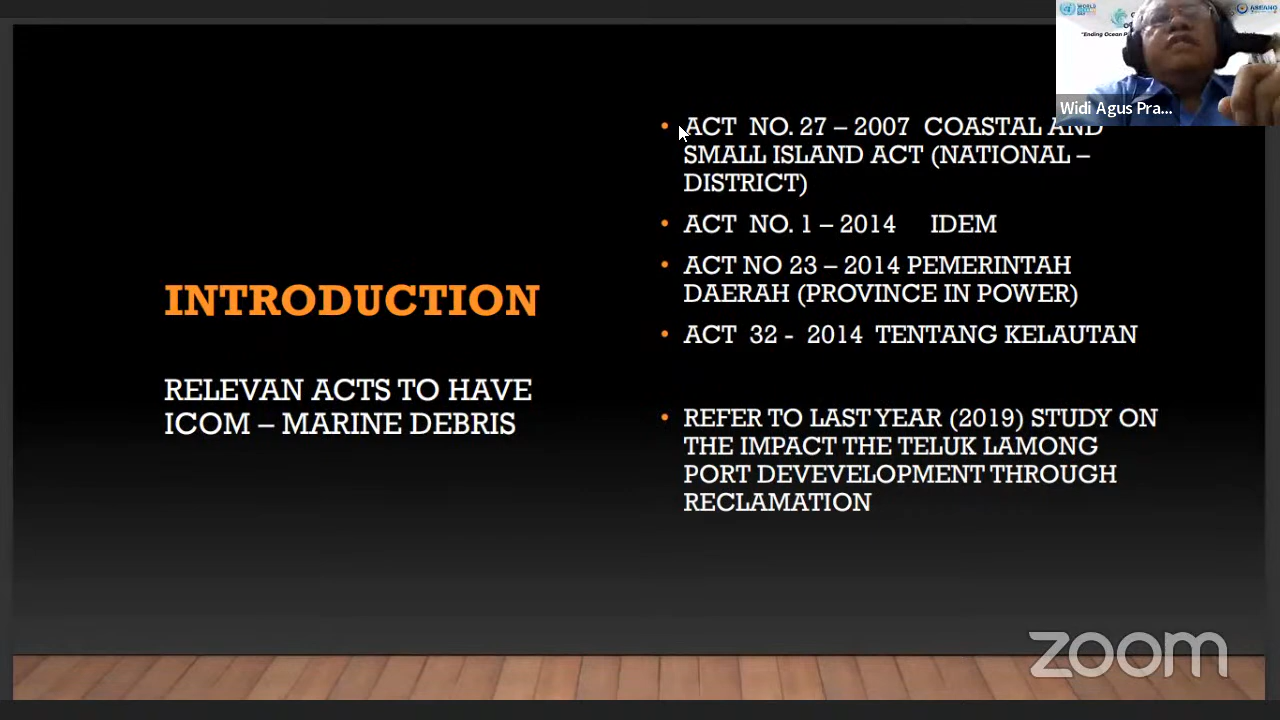 INTRODUCTION
RELEVAN ACTS TO HAVE
ICOM – MARINE DEBRIS
• ACT NO. 27 – 2007 COASTAL AND
SMALL ISLAND ACT (NATIONAL –
DISTRICT)
• ACT NO. 1 – 2014 IDEM
• ACT NO 23 – 2014 PEMERINTAH
DAERAH (PROVINCE IN POWER)
• ACT 32 - 2014 TENTANG KELAUTAN
• REFER TO LAST YEAR (2019) STUDY ON
THE IMPACT THE TELUK LAMONG
PORT DEVEVELOPMENT THROUGH
RECLAMATION
"Ending Ocean
Widi Agus Pra...
zoom